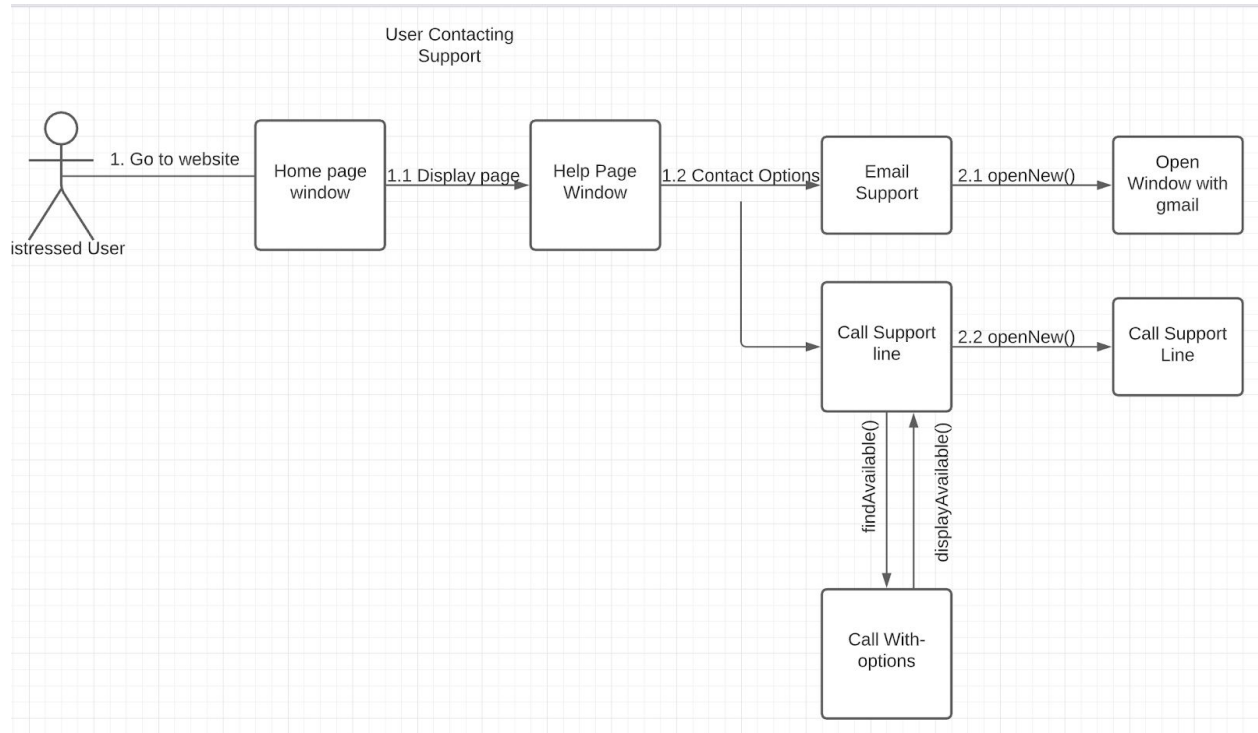 User Contacting
Support
1. Go to website
istressed User
Home page
window
1.1 Display page
Help Page
Window
1.2 Contact Options
Email
Support
2.1 openNew()
Open
Window with
gmail
Call Support
line
2.2 openNew()
Call Support
Line
findAvailable()
displayAvailable()
Call With-
options